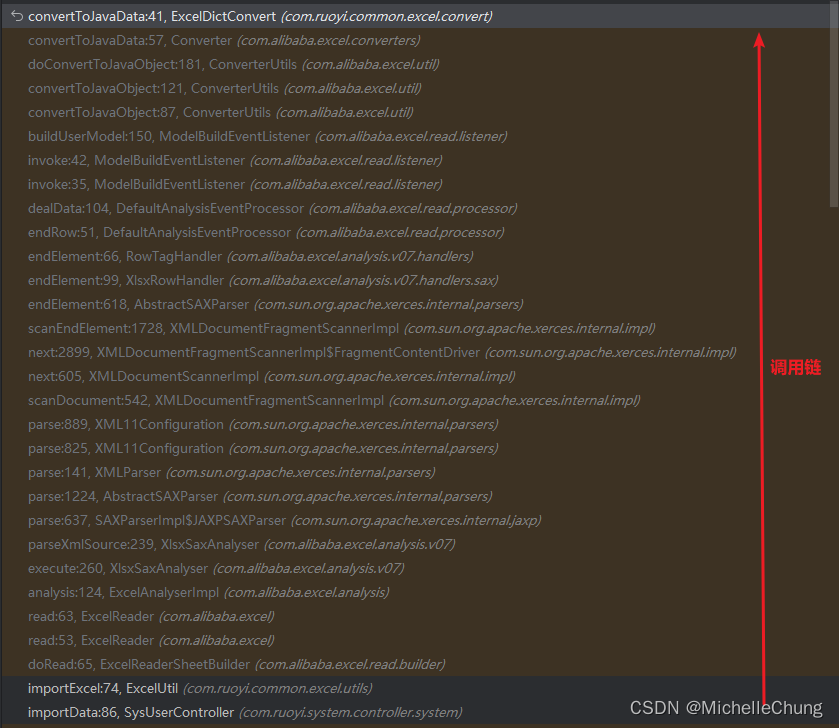 convertToJavaData:41, ExcelDictConvert (com.ruoyi.common.excel.convert)
convertToJavaData:57, Converter (com.alibaba.excel.converters)
doConvertToJavaObject:181, ConverterUtils (com.alibaba.excel.util)
convertToJavaObject:121, ConverterUtils (com.alibaba.excel.util)
convertToJavaObject:87, ConverterUtils (com.alibaba.excel.util)
buildUserModel:150, ModelBuildEventListener (com.alibaba.excel.read.listener)
invoke:42, ModelBuildEventListener (com.alibaba.excel.read.listener)
invoke:35, ModelBuildEventListener (com.alibaba.excel.read.listener)
dealData:104, DefaultAnalysisEventProcessor (com.alibaba.excel.read.processor)
endRow:51, DefaultAnalysisEventProcessor (com.alibaba.excel.read.processor)
endElement:66, RowTagHandler (com.alibaba.excel.analysis.v07.handlers)
endElement:99, XlsxRowHandler (com.alibaba.excel.analysis.v07.handlers.sax)
endElement:618, AbstractSAXParser (com.sun.org.apache.xerces.internal.parsers)
scanEndElement:1728, XMLDocumentFragmentScannerImpl (com.sun.org.apache.xerces.internal.impl)
next:2899, XMLDocumentFragmentScannerImpl$FragmentContentDriver (com.sun.org.apache.xerces.internal.impl)
next:605, XMLDocumentScannerImpl (com.sun.org.apache.xerces.internal.impl)
调用链
scanDocument:542, XMLDocumentFragmentScannerImpl (com.sun.org.apache.xerces.internal.impl)
parse:889, XML11Configuration (com.sun.org.apache.xerces.internal.parsers)
parse:825, XML11Configuration (com.sun.org.apache.xerces.internal.parsers)
parse:141, XMLParser (com.sun.org.apache.xerces.internal.parsers)
parse:1224, AbstractSAXParser (com.sun.org.apache.xerces.internal.parsers)
parse:637, SAXParserImpl$JAXPSAXParser (com.sun.org.apache.xerces.internal.jaxp)
parseXmlSource:239, XlsxSaxAnalyser (com.alibaba.excel.analysis.v07)
execute:260, XlsxSaxAnalyser (com.alibaba.excel.analysis.v07)
analysis:124, ExcelAnalyserImpl (com.alibaba.excel.analysis)
read:63, ExcelReader (com.alibaba.excel)
read:53, ExcelReader (com.alibaba.excel)
doRead:65, ExcelReaderSheetBuilder (com.alibaba.excel.read.builder)
importExcel:74, ExcelUtil (com.ruoyi.common.excel.utils)
importData:86, SysUserController (com.ruoyi.system.controller.system)
CSDN @MichelleChung